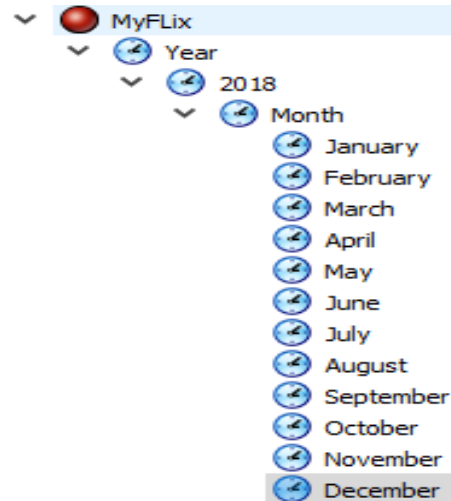 MyFLix
Year
2018
Month
January
February
March
April
May
June
July
August
September
October
November
December